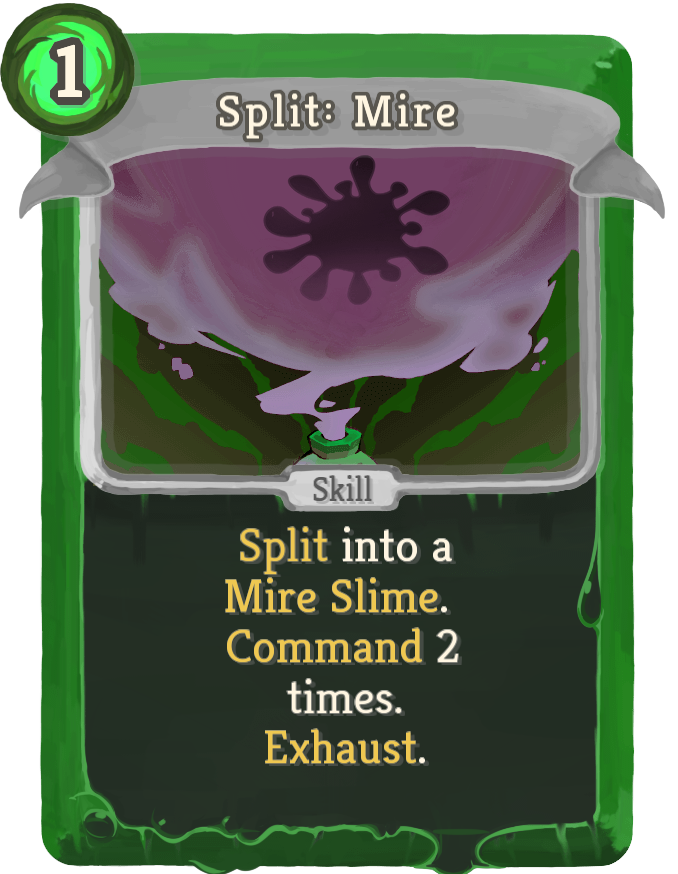 1
Split: Mire
Skill
Split into a
Mire Slime.
Command 2
times.
Exhaust.